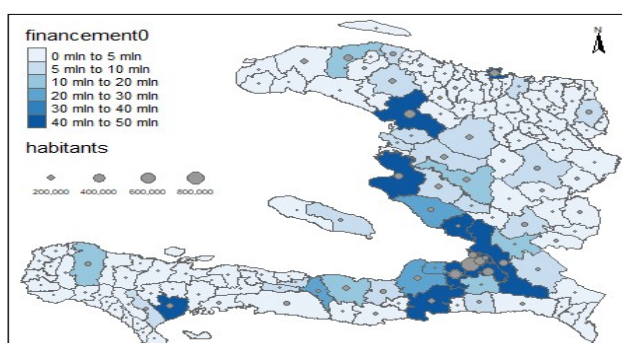 N
financement0
0 mln to 5 mln
5 mln to 10 mln
10 mln to 20 mln
20 mln to 30 mln
30 mln to 40 mln
40 mln to 50 mln
habitants
200,000 400,000 600,000 800,000